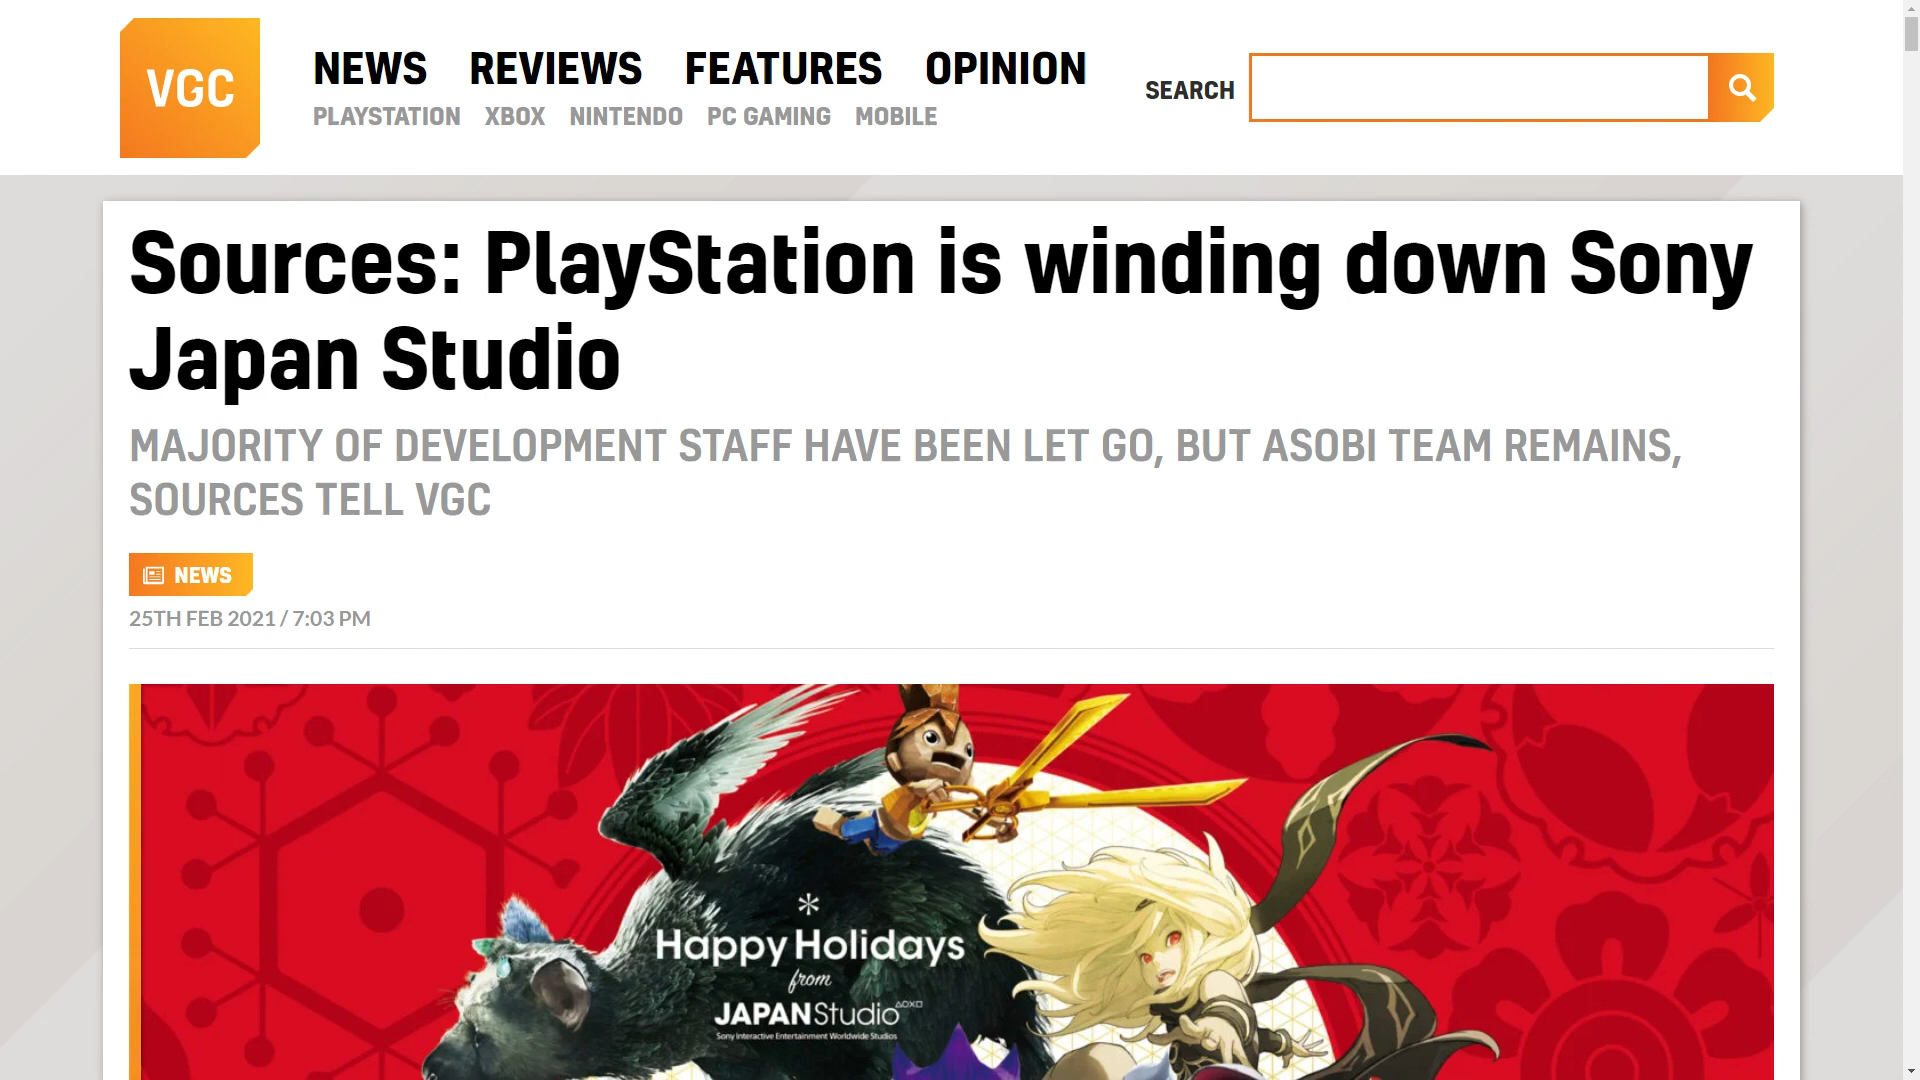 VGC
NEWS REVIEWS FEATURES OPINION
PLAYSTATION XBOX NINTENDO PC GAMING MOBILE
SEARCH
Sources: PlayStation is winding down Sony
Japan Studio
MAJORITY OF DEVELOPMENT STAFF HAVE BEEN LET GO, BUT ASOBI TEAM REMAINS,
SOURCES TELL VGC
NEWS
25TH FEB 2021 / 7:03 PM
Happy Holidays
from
JAPANStudio
Sony Interactive Entertainment Worldwide Studios